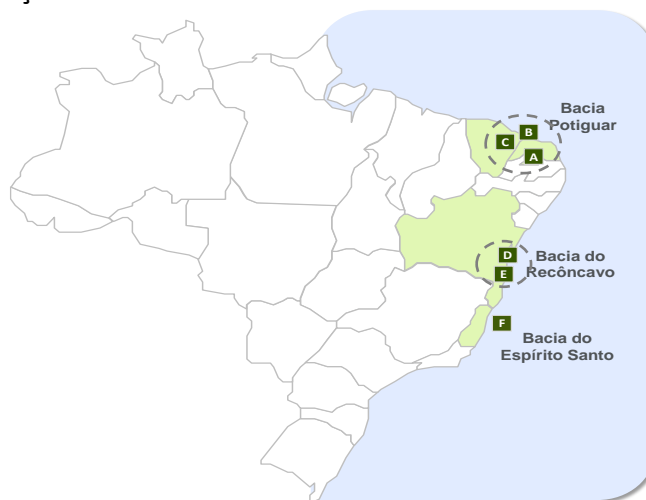 Bacia
Potiguar
B
C
A
D
E
Bacia do
Recôncavo
F
Bacia do
Espírito Santo